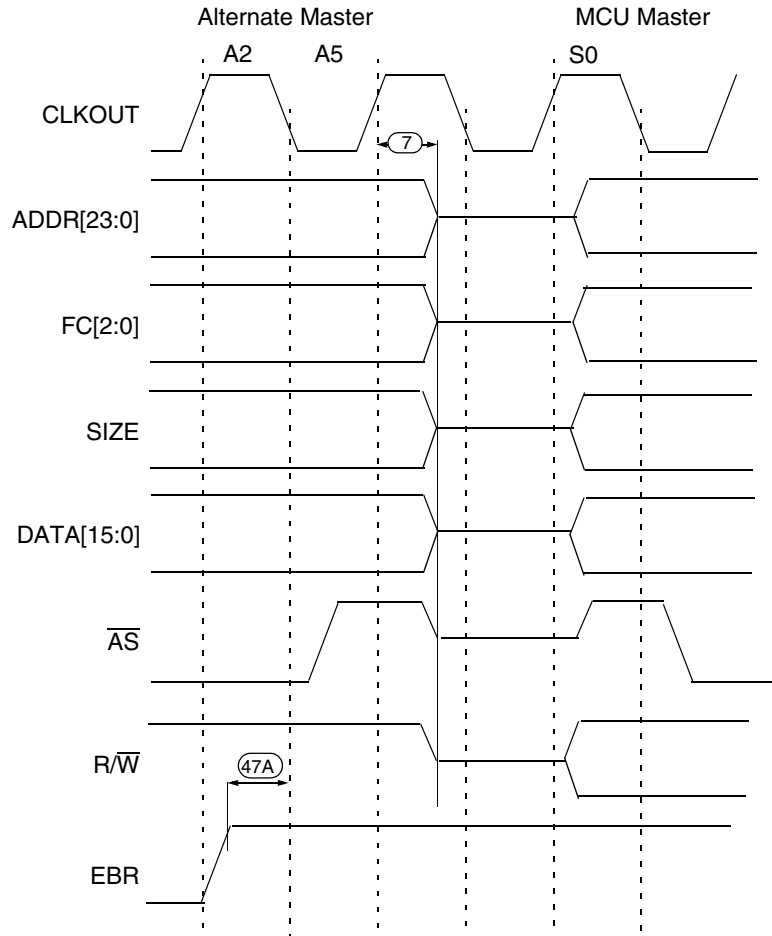 Alternate Master MCU Master
A2 A5 S0
CLKOUT
7
ADDR[23:0]
FC[2:0]
SIZE
DATA[15:0]
A̅S̅
R/W̅
47A
EBR